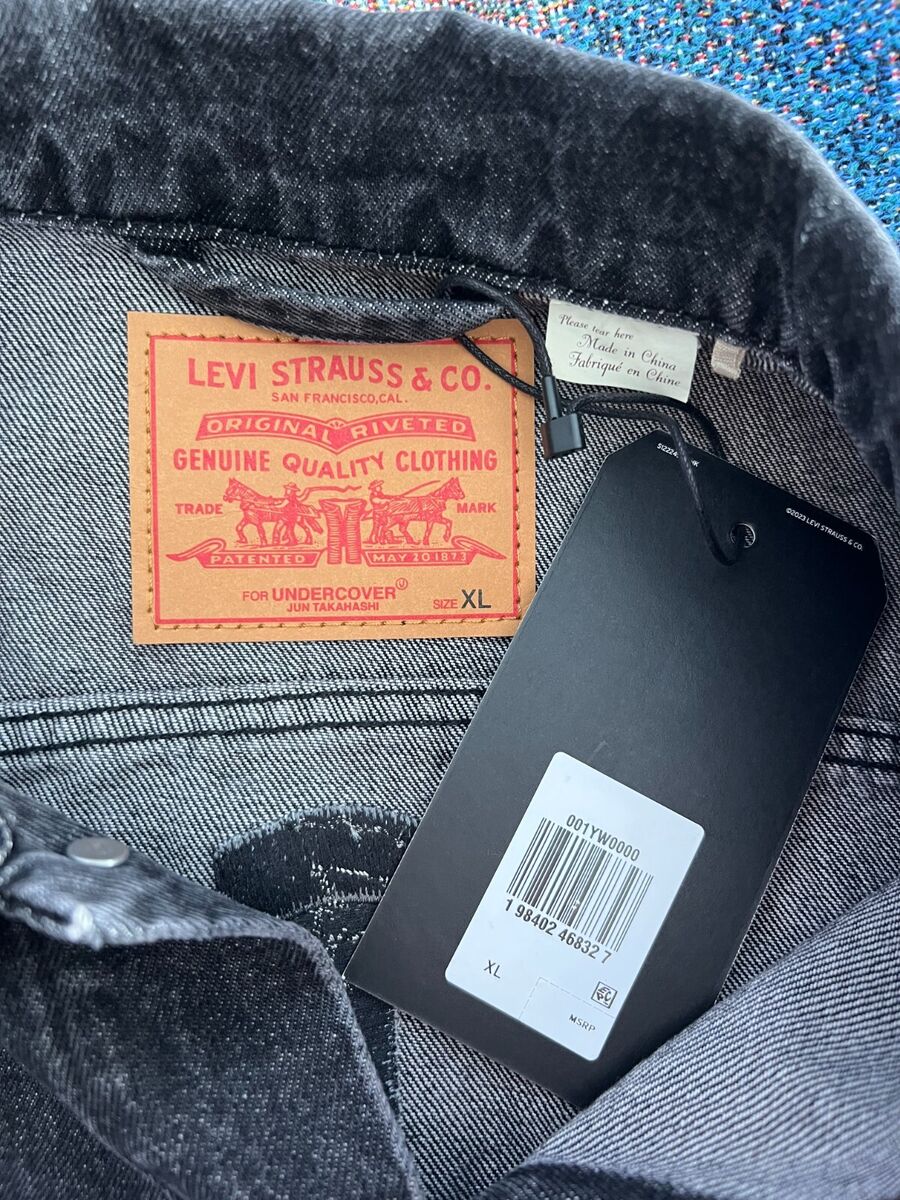 LEVI STRAUSS & CO.
SAN FRANCISCO, CAL.
ORIGINAL RIVETED
GENUINE QUALITY CLOTHING
TRADE MARK
PATENTED MAY 20 1873
FOR UNDERCOVER U
JUN TAKAHASHI
SIZE XL
Please tear here
Made in China
Fabriqué en Chine
©2023 LEVI STRAUSS & CO.
001YW0000
1 98402 46832 7
XL
MSRP